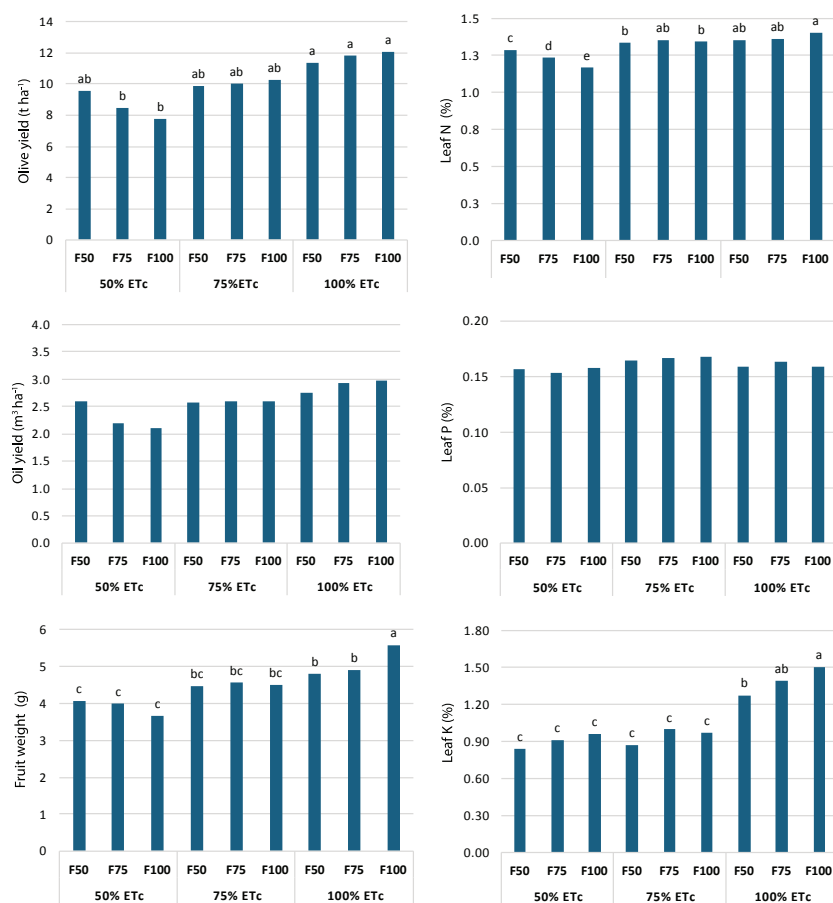 Olive yield (t ha⁻¹)
14
12
10
8
6
4
2
0
ab b b ab ab ab a a a
F50 F75 F100 F50 F75 F100 F50 F75 F100
50% ETc 75%ETc 100% ETc
Leaf N (%)
1.5
1.3
1.0
0.8
0.5
0.3
0.0
c d e b ab b ab ab a
F50 F75 F100 F50 F75 F100 F50 F75 F100
50% ETc 75% ETc 100% ETc
Oil yield (m³ ha⁻¹)
4.0
3.5
3.0
2.5
2.0
1.5
1.0
0.5
0.0
F50 F75 F100 F50 F75 F100 F50 F75 F100
50% ETc 75% ETc 100% ETc
Leaf P (%)
0.20
0.15
0.10
0.05
0.00
F50 F75 F100 F50 F75 F100 F50 F75 F100
50% ETc 75% ETc 100% ETc
Fruit weight (g)
6
5
4
3
2
1
0
c c c bc bc bc b b a
F50 F75 F100 F50 F75 F100 F50 F75 F100
50% ETc 75% ETc 100% ETc
Leaf K (%)
1.80
1.50
1.20
0.90
0.60
0.30
0.00
c c c c c c b ab a
F50 F75 F100 F50 F75 F100 F50 F75 F100
50% ETc 75% ETc 100% ETc